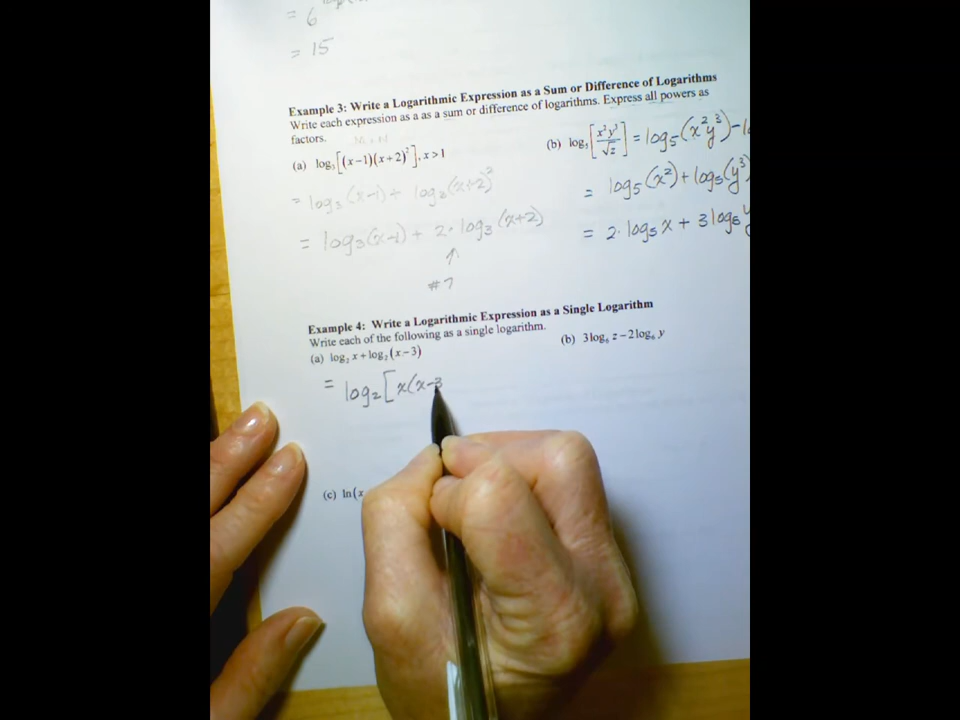 = 6
= 15
Example 3: Write a Logarithmic Expression as a Sum or Difference of Logarithms
Write each expression as a as a sum or difference of logarithms. Express all powers as
factors.
(a) log₃[(x−1)(x+2)²], x>1
= log₃(x-1) + log₃(x+2)²
= log₃(x-1) + 2·log₃(x+2)
↑
#7
(b) log₅[x²y³/√z] = log₅(x²y³) − lo
= log₅(x²) + log₅(y³)
= 2·log₅x + 3log₅y
Example 4: Write a Logarithmic Expression as a Single Logarithm
Write each of the following as a single logarithm.
(a) log₂ x + log₂(x−3)
= log₂[x(x-3
(b) 3log₆ z − 2log₆ y
(c) ln(x